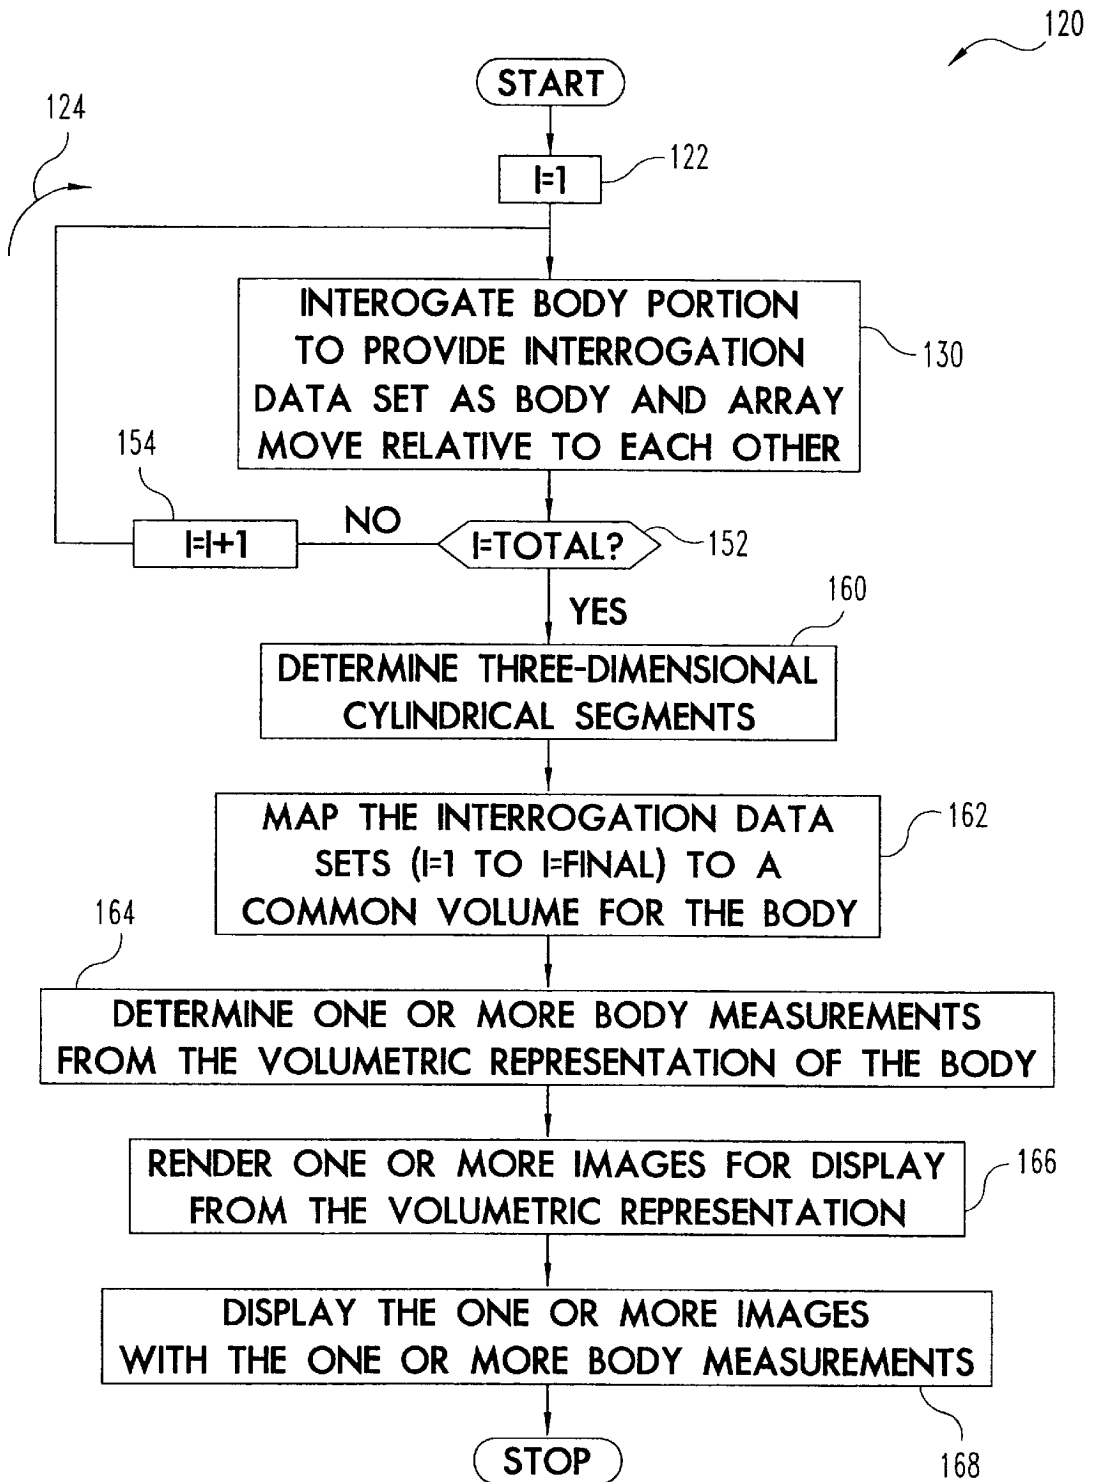 120
START
124
I=1
122
INTEROGATE BODY PORTION
TO PROVIDE INTERROGATION
DATA SET AS BODY AND ARRAY
MOVE RELATIVE TO EACH OTHER
130
154
I=I+1
NO
I=TOTAL?
152
YES
160
DETERMINE THREE-DIMENSIONAL
CYLINDRICAL SEGMENTS
MAP THE INTERROGATION DATA
SETS (I=1 TO I=FINAL) TO A
COMMON VOLUME FOR THE BODY
162
164
DETERMINE ONE OR MORE BODY MEASUREMENTS
FROM THE VOLUMETRIC REPRESENTATION OF THE BODY
RENDER ONE OR MORE IMAGES FOR DISPLAY
FROM THE VOLUMETRIC REPRESENTATION
166
DISPLAY THE ONE OR MORE IMAGES
WITH THE ONE OR MORE BODY MEASUREMENTS
168
STOP